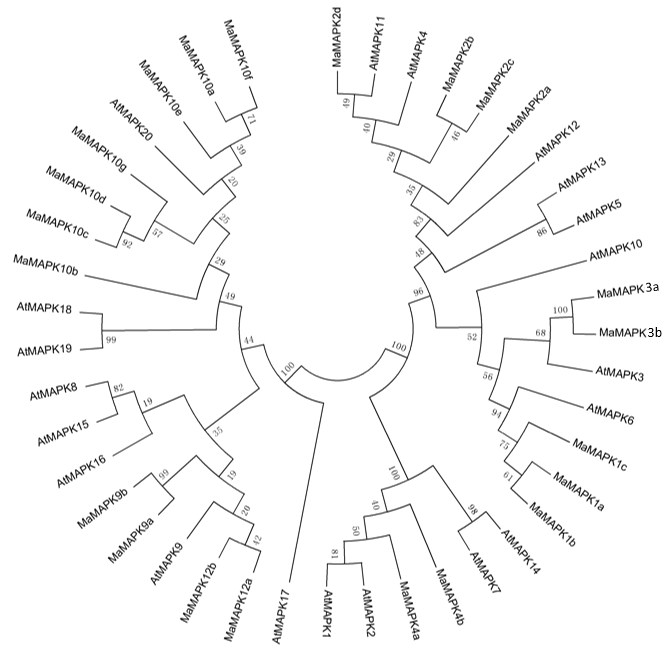 MaMAPK2d
AtMAPK11
AtMAPK4
MaMAPK2b
MaMAPK2c
MaMAPK2a
AtMAPK12
AtMAPK13
AtMAPK5
AtMAPK10
MaMAPK3a
MaMAPK3b
AtMAPK3
AtMAPK6
MaMAPK1c
MaMAPK1a
MaMAPK1b
AtMAPK14
AtMAPK7
MaMAPK4b
MaMAPK4a
AtMAPK2
AtMAPK1
AtMAPK17
MaMAPK12a
MaMAPK12b
AtMAPK9
MaMAPK9a
MaMAPK9b
AtMAPK16
AtMAPK15
AtMAPK8
AtMAPK19
AtMAPK18
MaMAPK10b
MaMAPK10c
MaMAPK10d
MaMAPK10g
AtMAPK20
MaMAPK10e
MaMAPK10a
MaMAPK10f
49
40
46
29
35
83
86
48
96
52
100
68
56
94
75
61
100
98
100
40
50
81
100
44
35
19
82
99
19
20
42
49
99
29
25
57
92
20
39
71